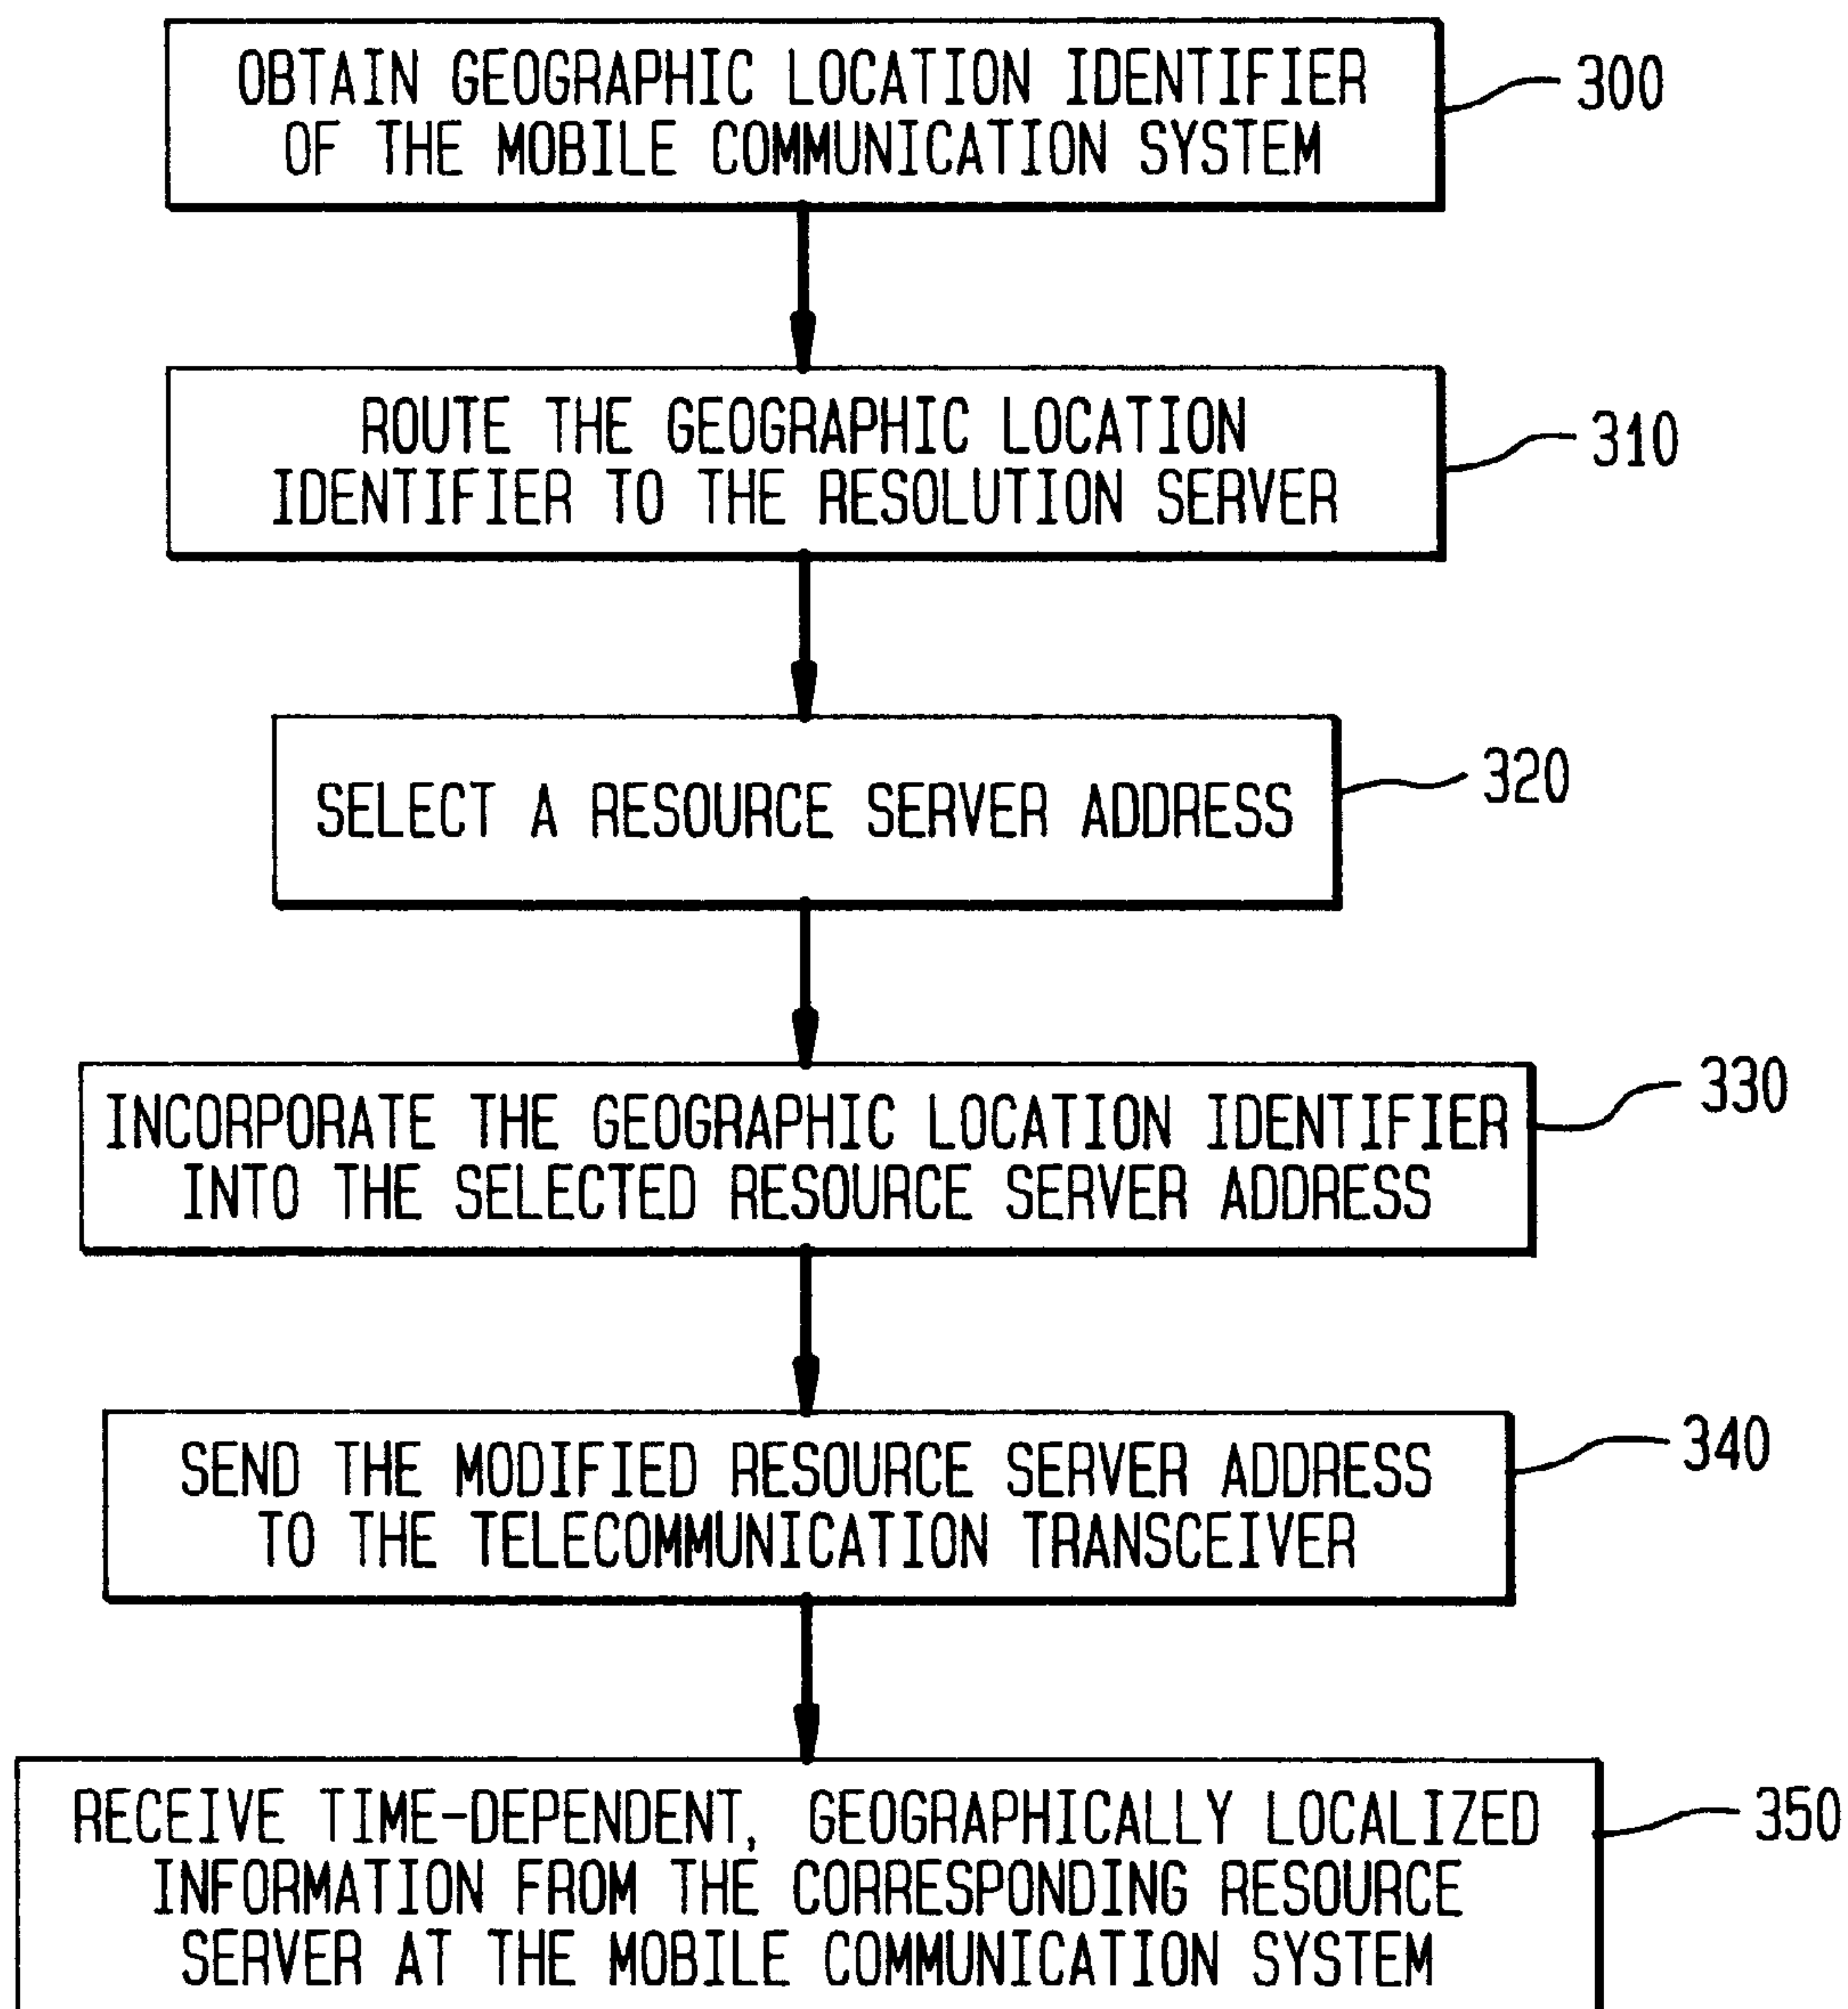 OBTAIN GEOGRAPHIC LOCATION IDENTIFIER
OF THE MOBILE COMMUNICATION SYSTEM
300
ROUTE THE GEOGRAPHIC LOCATION
IDENTIFIER TO THE RESOLUTION SERVER
310
SELECT A RESOURCE SERVER ADDRESS
320
INCORPORATE THE GEOGRAPHIC LOCATION IDENTIFIER
INTO THE SELECTED RESOURCE SERVER ADDRESS
330
SEND THE MODIFIED RESOURCE SERVER ADDRESS
TO THE TELECOMMUNICATION TRANSCEIVER
340
RECEIVE TIME-DEPENDENT, GEOGRAPHICALLY LOCALIZED
INFORMATION FROM THE CORRESPONDING RESOURCE
SERVER AT THE MOBILE COMMUNICATION SYSTEM
350